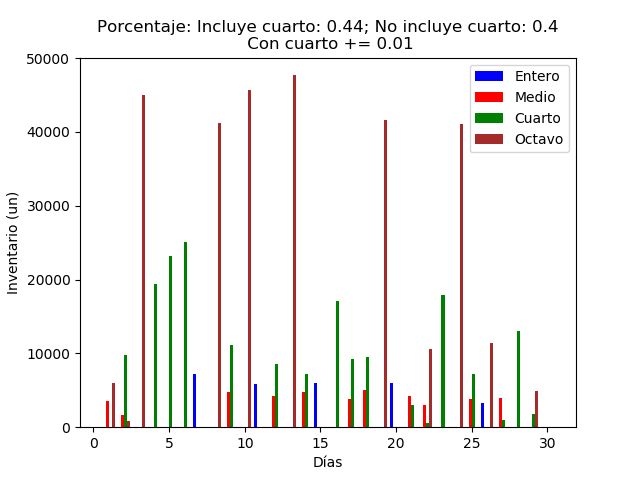 Porcentaje: Incluye cuarto: 0.44; No incluye cuarto: 0.4
Con cuarto += 0.01
50000
40000
30000
20000
10000
0
Inventario (un)
Entero
Medio
Cuarto
Octavo
0 5 10 15 20 25 30
Días